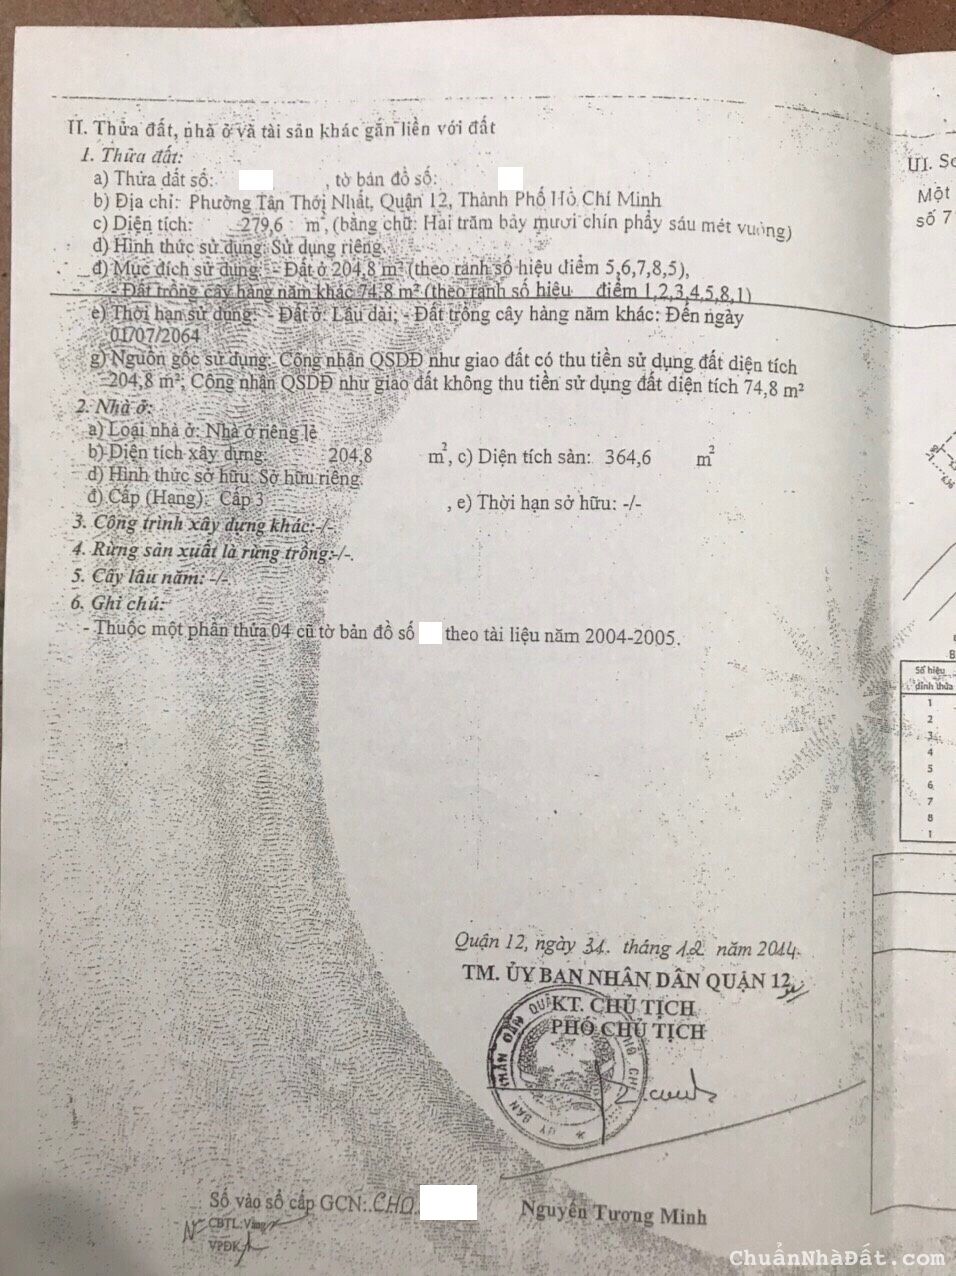 II. Thửa đất, nhà ở và tài sản khác gắn liền với đất
1. Thửa đất:
a) Thửa đất số: , tờ bản đồ số:
b) Địa chỉ: Phường Tân Thới Nhất, Quận 12, Thành Phố Hồ Chí Minh
c) Diện tích: 279,6 m², (bằng chữ: Hai trăm bảy mươi chín phẩy sáu mét vuông)
d) Hình thức sử dụng: Sử dụng riêng.
đ) Mục đích sử dụng: - Đất ở 204,8 m² (theo ranh số hiệu điểm 5,6,7,8,5),
- Đất trồng cây hàng năm khác 74,8 m² (theo ranh số hiệu điểm 1,2,3,4,5,8,1)
e) Thời hạn sử dụng: - Đất ở: Lâu dài; - Đất trồng cây hàng năm khác: Đến ngày
01/07/2064
g) Nguồn gốc sử dụng: Công nhận QSDĐ như giao đất có thu tiền sử dụng đất diện tích
204,8 m²; Công nhận QSDĐ như giao đất không thu tiền sử dụng đất diện tích 74,8 m²
2. Nhà ở:
a) Loại nhà ở: Nhà ở riêng lẻ
b) Diện tích xây dựng: 204,8 m², c) Diện tích sàn: 364,6 m²
d) Hình thức sở hữu: Sở hữu riêng.
đ) Cấp (Hạng): Cấp 3 , e) Thời hạn sở hữu: -/-
3. Công trình xây dựng khác:-/-
4. Rừng sản xuất là rừng trồng:-/-.
5. Cây lâu năm: -/-
6. Ghi chú:
- Thuộc một phần thửa 04 cũ tờ bản đồ số theo tài liệu năm 2004-2005.
Quận 12, ngày 31. tháng 12 năm 2014
TM. ỦY BAN NHÂN DÂN QUẬN 12
KT. CHỦ TỊCH
PHÓ CHỦ TỊCH
Nguyễn Tương Minh
Số vào sổ cấp GCN: CH0
CBTL: Vàng
VPĐK
III. Sơ
Một
số 7
Số hiệu
đỉnh thửa
1
2
3
4
5
6
7
8
1
ChuẩnNhàĐất.com